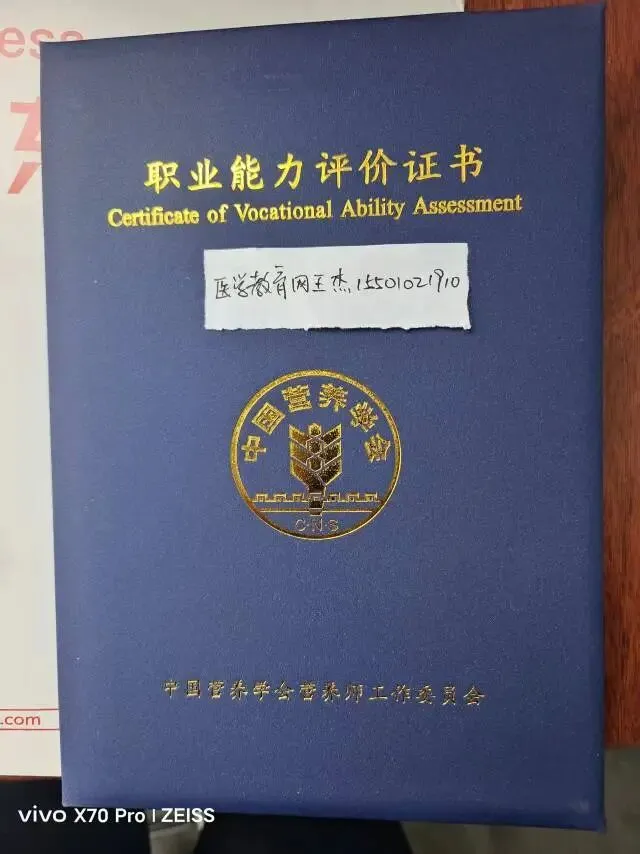 ess
职业能力评价证书
Certificate of Vocational Ability Assessment
医学教育网王杰15501021910
中国营养学会
C·N·S
中国营养学会营养师工作委员会
.com
vivo X70 Pro | ZEISS